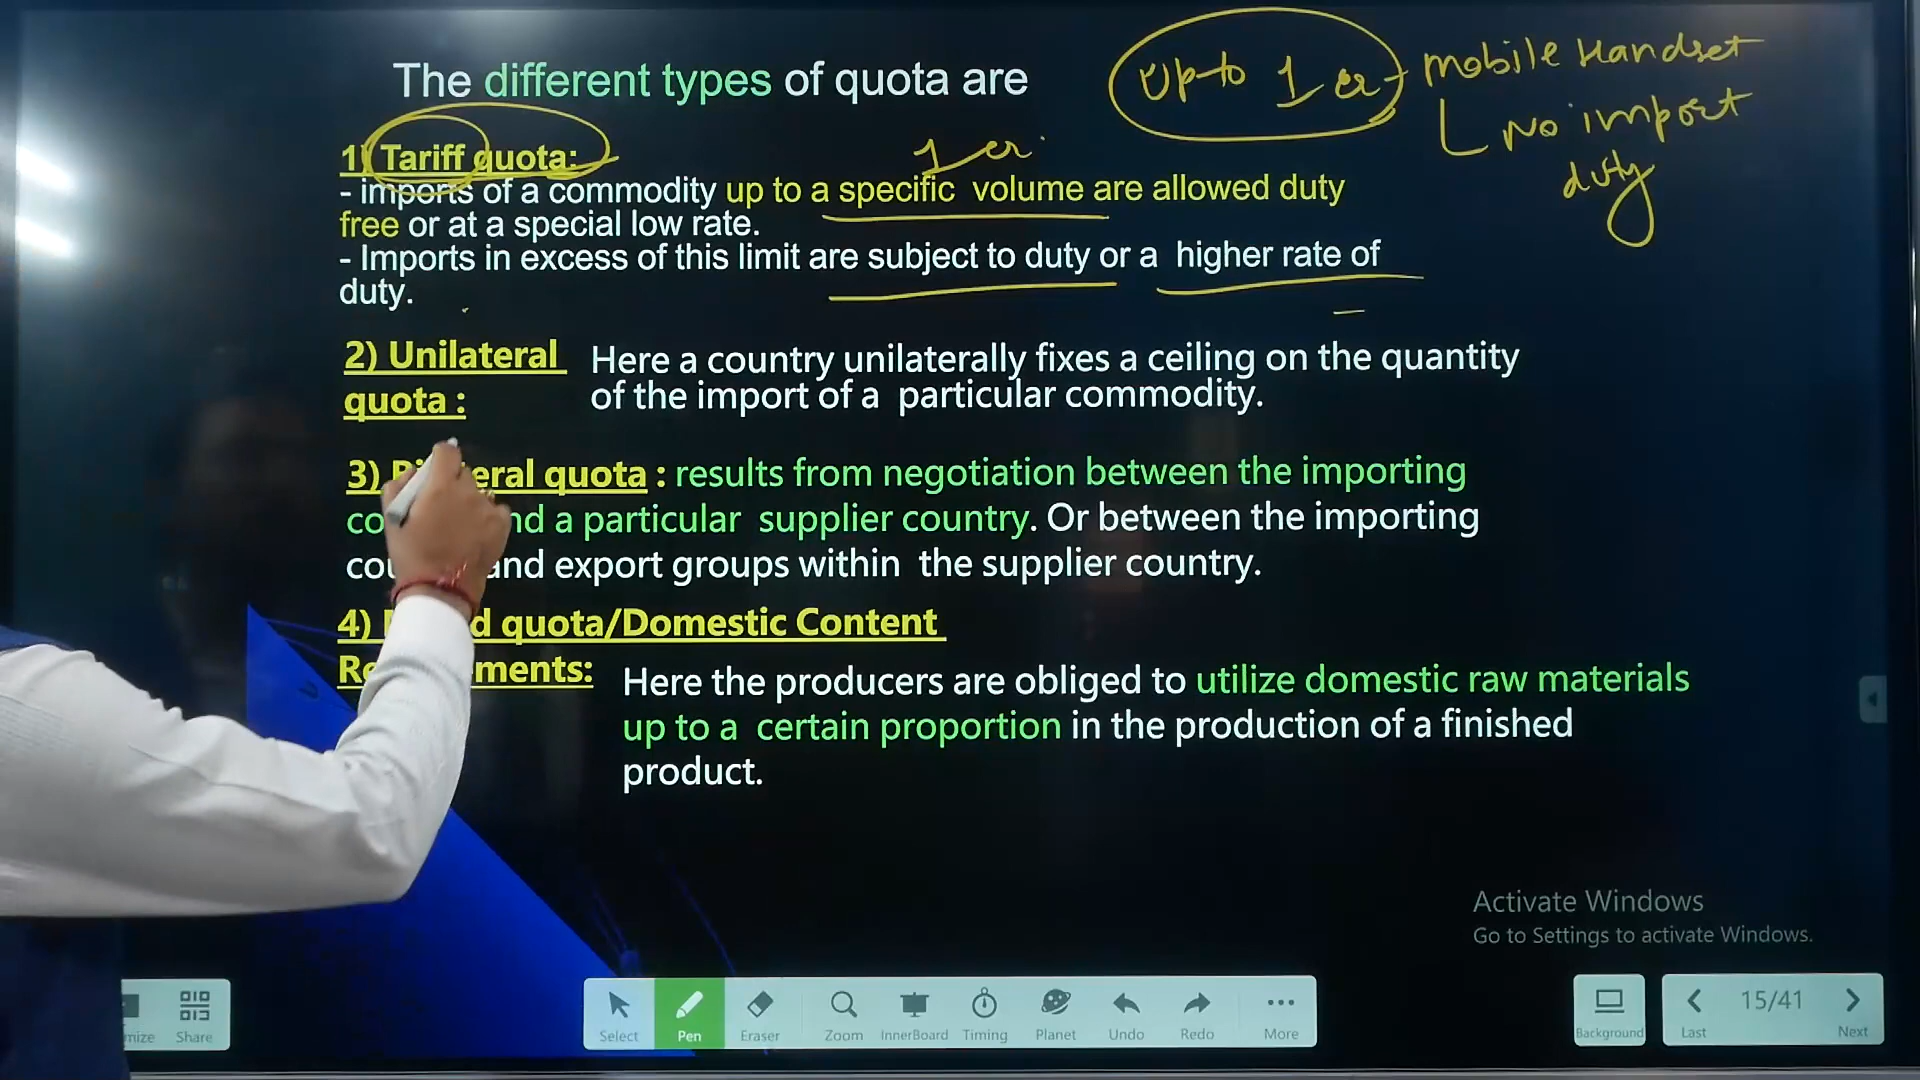 The different types of quota are
up to 1 cr - mobile Handset
No import
duty
1) Tariff quota:
1 cr
- imports of a commodity up to a specific volume are allowed duty
free or at a special low rate.
- Imports in excess of this limit are subject to duty or a higher rate of
duty.
2) Unilateral
quota :
Here a country unilaterally fixes a ceiling on the quantity
of the import of a particular commodity.
3) eral quota : results from negotiation between the importing
co nd a particular supplier country. Or between the importing
cou and export groups within the supplier country.
4) d quota/Domestic Content
Re ments:
Here the producers are obliged to utilize domestic raw materials
up to a certain proportion in the production of a finished
product.
Activate Windows
Go to Settings to activate Windows.
mize Share Select Pen Eraser Zoom InnerBoard Timing Planet Undo Redo More Background Last 15/41 Next